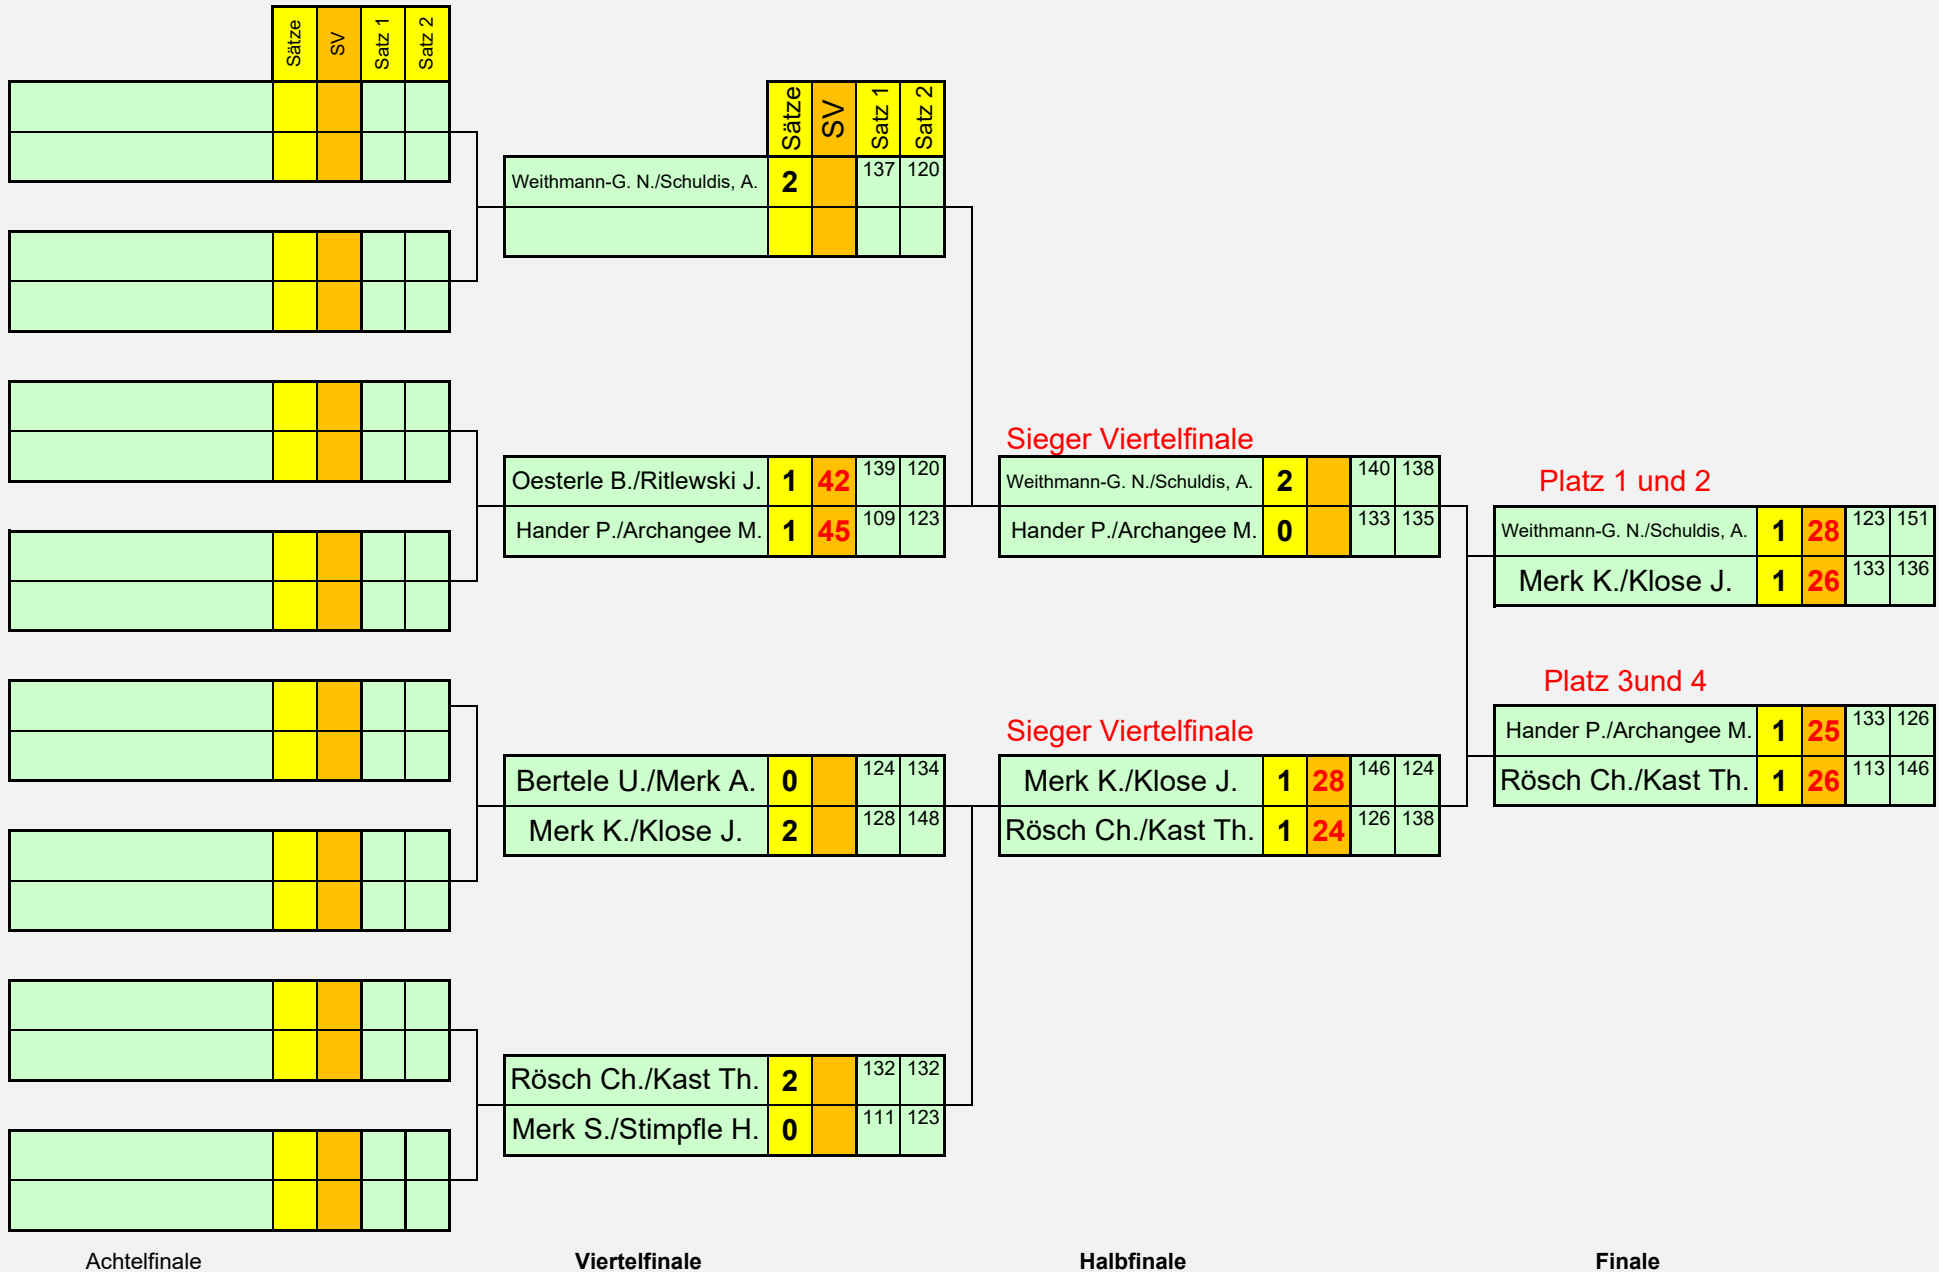 Sätze SV Satz 1 Satz 2
Sätze SV Satz 1 Satz 2
Weithmann-G. N./Schuldis, A. 2 137 120
Sieger Viertelfinale
Oesterle B./Ritlewski J. 1 42 139 120
Hander P./Archangee M. 1 45 109 123
Weithmann-G. N./Schuldis, A. 2 140 138
Hander P./Archangee M. 0 133 135
Platz 1 und 2
Weithmann-G. N./Schuldis, A. 1 28 123 151
Merk K./Klose J. 1 26 133 136
Platz 3und 4
Hander P./Archangee M. 1 25 133 126
Rösch Ch./Kast Th. 1 26 113 146
Sieger Viertelfinale
Bertele U./Merk A. 0 124 134
Merk K./Klose J. 2 128 148
Merk K./Klose J. 1 28 146 124
Rösch Ch./Kast Th. 1 24 126 138
Rösch Ch./Kast Th. 2 132 132
Merk S./Stimpfle H. 0 111 123
Achtelfinale Viertelfinale Halbfinale Finale